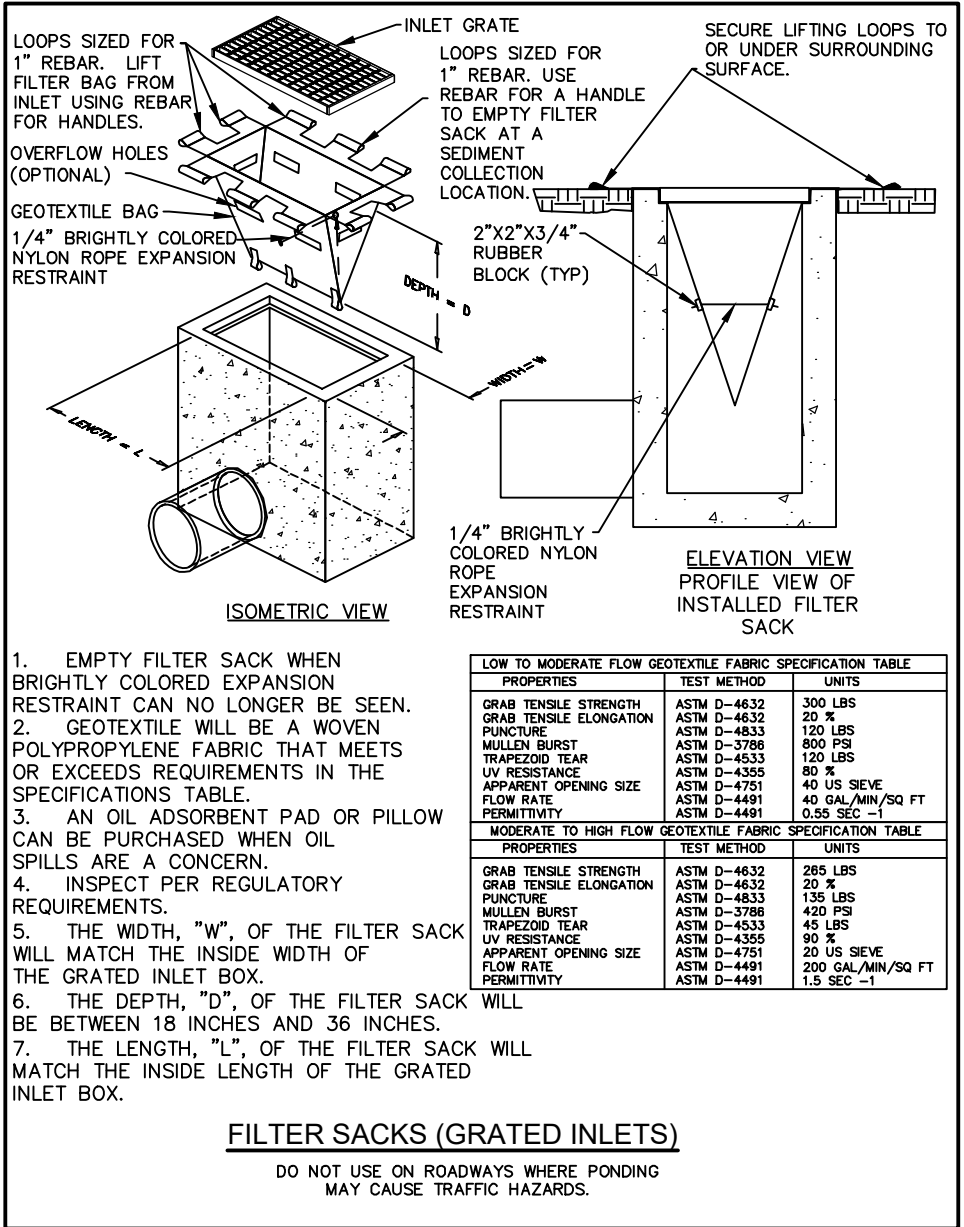 INLET GRATE
LOOPS SIZED FOR
1" REBAR. LIFT
FILTER BAG FROM
INLET USING REBAR
FOR HANDLES.
LOOPS SIZED FOR
1" REBAR. USE
REBAR FOR A HANDLE
TO EMPTY FILTER
SACK AT A
SEDIMENT
COLLECTION
LOCATION.
SECURE LIFTING LOOPS TO
OR UNDER SURROUNDING
SURFACE.
OVERFLOW HOLES
(OPTIONAL)
GEOTEXTILE BAG
1/4" BRIGHTLY COLORED
NYLON ROPE EXPANSION
RESTRAINT
DEPTH = D
WIDTH = W
LENGTH = L
2"X2"X3/4"
RUBBER
BLOCK (TYP)
1/4" BRIGHTLY
COLORED NYLON
ROPE
EXPANSION
RESTRAINT
ISOMETRIC VIEW
ELEVATION VIEW
PROFILE VIEW OF
INSTALLED FILTER
SACK
1. EMPTY FILTER SACK WHEN
BRIGHTLY COLORED EXPANSION
RESTRAINT CAN NO LONGER BE SEEN.
2. GEOTEXTILE WILL BE A WOVEN
POLYPROPYLENE FABRIC THAT MEETS
OR EXCEEDS REQUIREMENTS IN THE
SPECIFICATIONS TABLE.
3. AN OIL ADSORBENT PAD OR PILLOW
CAN BE PURCHASED WHEN OIL
SPILLS ARE A CONCERN.
4. INSPECT PER REGULATORY
REQUIREMENTS.
5. THE WIDTH, "W", OF THE FILTER SACK
WILL MATCH THE INSIDE WIDTH OF
THE GRATED INLET BOX.
6. THE DEPTH, "D", OF THE FILTER SACK WILL
BE BETWEEN 18 INCHES AND 36 INCHES.
7. THE LENGTH, "L", OF THE FILTER SACK WILL
MATCH THE INSIDE LENGTH OF THE GRATED
INLET BOX.
LOW TO MODERATE FLOW GEOTEXTILE FABRIC SPECIFICATION TABLE
PROPERTIES TEST METHOD UNITS
GRAB TENSILE STRENGTH ASTM D-4632 300 LBS
GRAB TENSILE ELONGATION ASTM D-4632 20 %
PUNCTURE ASTM D-4833 120 LBS
MULLEN BURST ASTM D-3786 800 PSI
TRAPEZOID TEAR ASTM D-4533 120 LBS
UV RESISTANCE ASTM D-4355 80 %
APPARENT OPENING SIZE ASTM D-4751 40 US SIEVE
FLOW RATE ASTM D-4491 40 GAL/MIN/SQ FT
PERMITTIVITY ASTM D-4491 0.55 SEC -1
MODERATE TO HIGH FLOW GEOTEXTILE FABRIC SPECIFICATION TABLE
PROPERTIES TEST METHOD UNITS
GRAB TENSILE STRENGTH ASTM D-4632 265 LBS
GRAB TENSILE ELONGATION ASTM D-4632 20 %
PUNCTURE ASTM D-4833 135 LBS
MULLEN BURST ASTM D-3786 420 PSI
TRAPEZOID TEAR ASTM D-4533 45 LBS
UV RESISTANCE ASTM D-4355 90 %
APPARENT OPENING SIZE ASTM D-4751 20 US SIEVE
FLOW RATE ASTM D-4491 200 GAL/MIN/SQ FT
PERMITTIVITY ASTM D-4491 1.5 SEC -1
FILTER SACKS (GRATED INLETS)
DO NOT USE ON ROADWAYS WHERE PONDING
MAY CAUSE TRAFFIC HAZARDS.